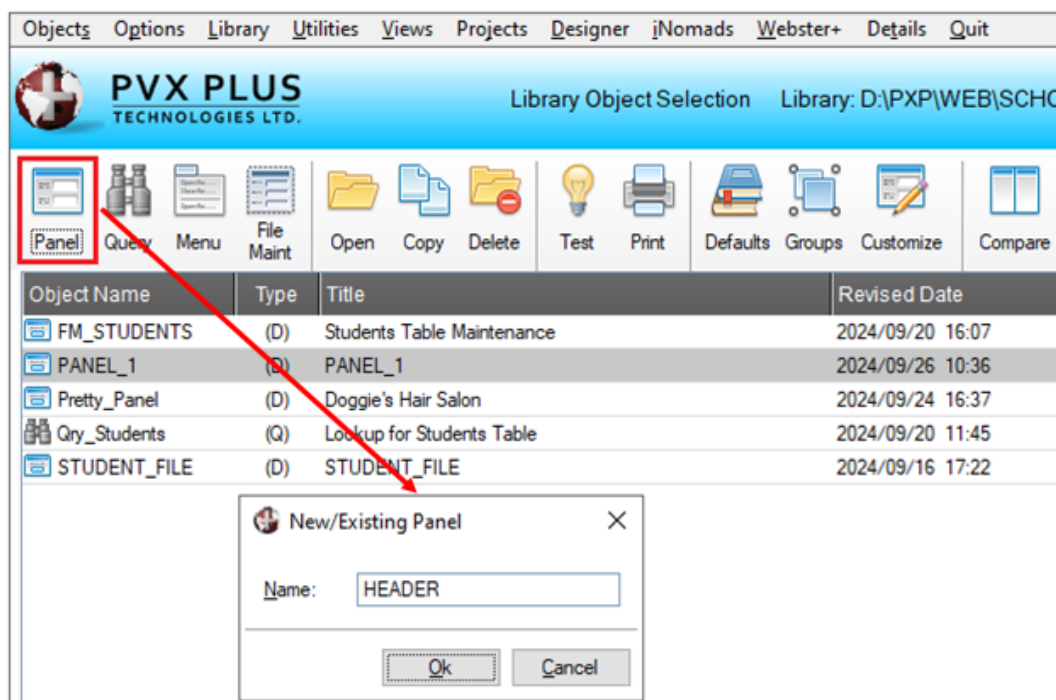 Objects Options Library Utilities Views Projects Designer iNomads Webster+ Details Quit
PVX PLUS
TECHNOLOGIES LTD.
Library Object Selection Library: D:\PXP\WEB\SCHO
Panel Query Menu File Maint Open Copy Delete Test Print Defaults Groups Customize Compare
Object Name Type Title Revised Date
FM_STUDENTS (D) Students Table Maintenance 2024/09/20 16:07
PANEL_1 (D) PANEL_1 2024/09/26 10:36
Pretty_Panel (D) Doggie's Hair Salon 2024/09/24 16:37
Qry_Students (Q) Lookup for Students Table 2024/09/20 11:45
STUDENT_FILE (D) STUDENT_FILE 2024/09/16 17:22
New/Existing Panel
Name: HEADER
Ok Cancel